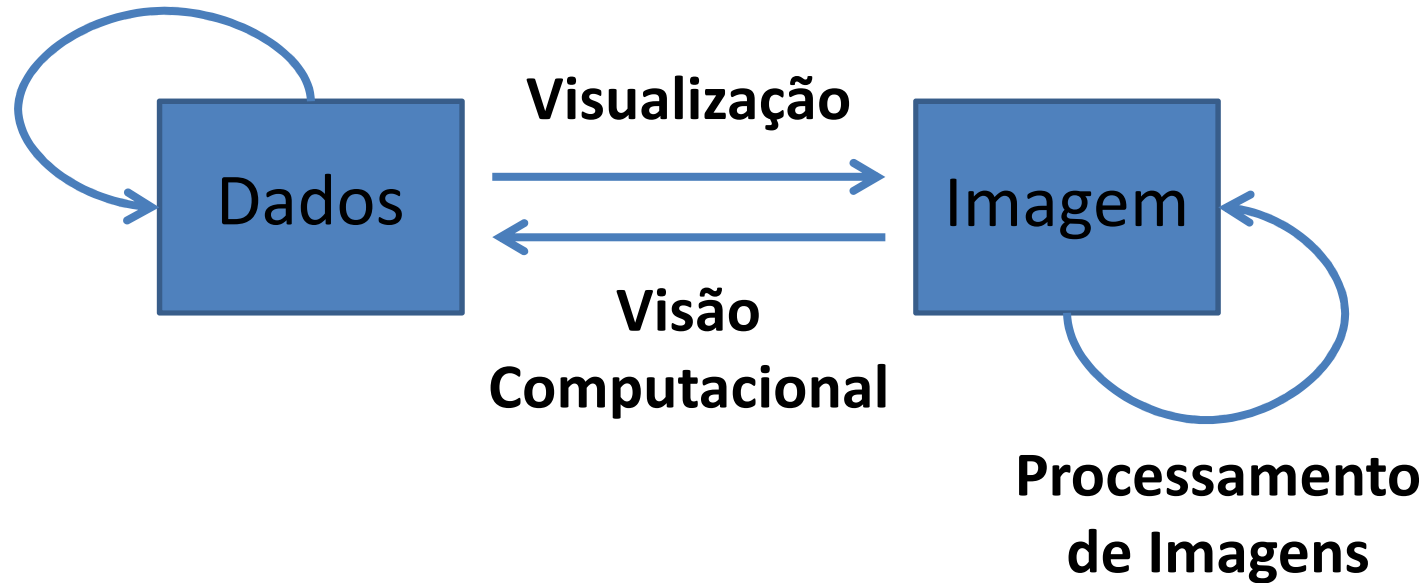 Visualização
Dados
Imagem
Visão
Computacional
Processamento
de Imagens